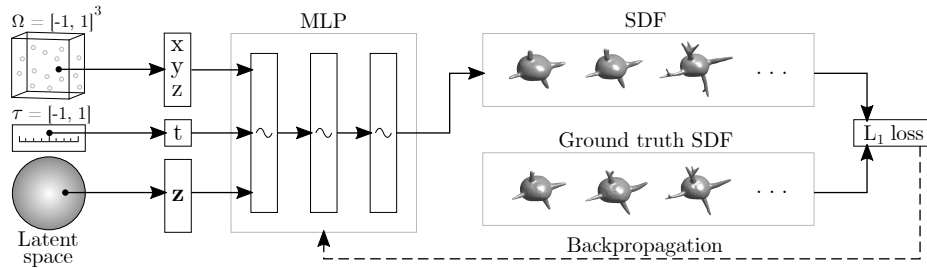 Ω = [-1, 1]³
x
y
z
τ = [-1, 1]
t
z
Latent
space
MLP
~
~
~
SDF
. . .
Ground truth SDF
. . .
L₁ loss
Backpropagation